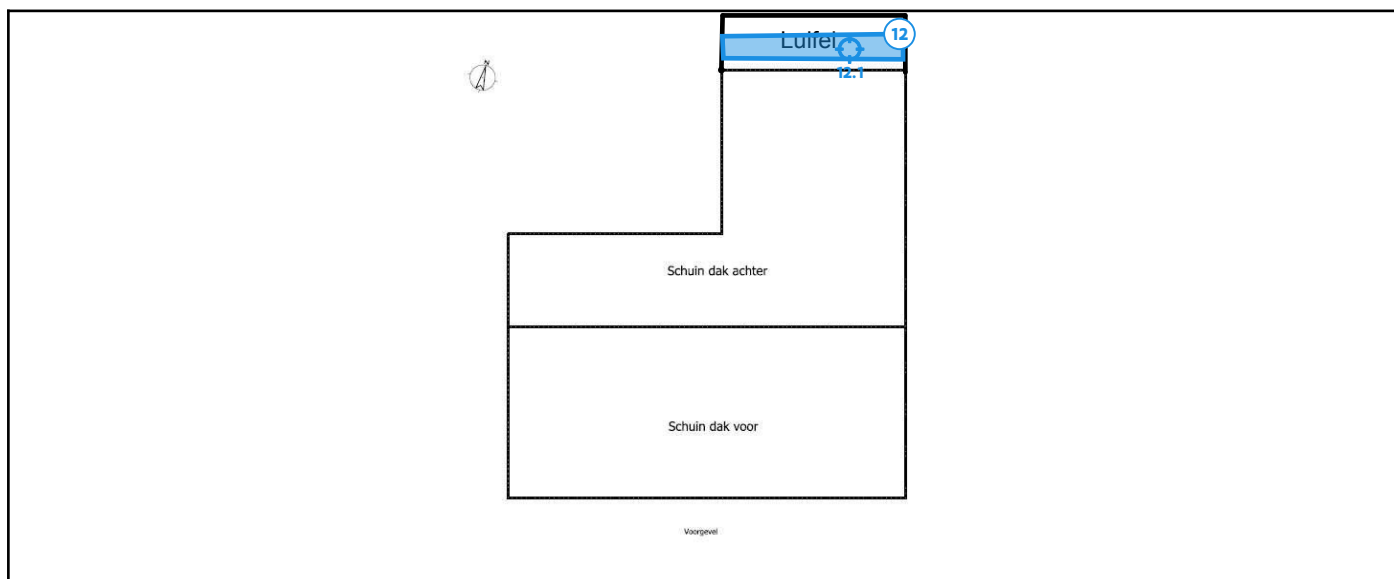 Luifel
12
12.1
N
Schuin dak achter
Schuin dak voor
Voorgevel